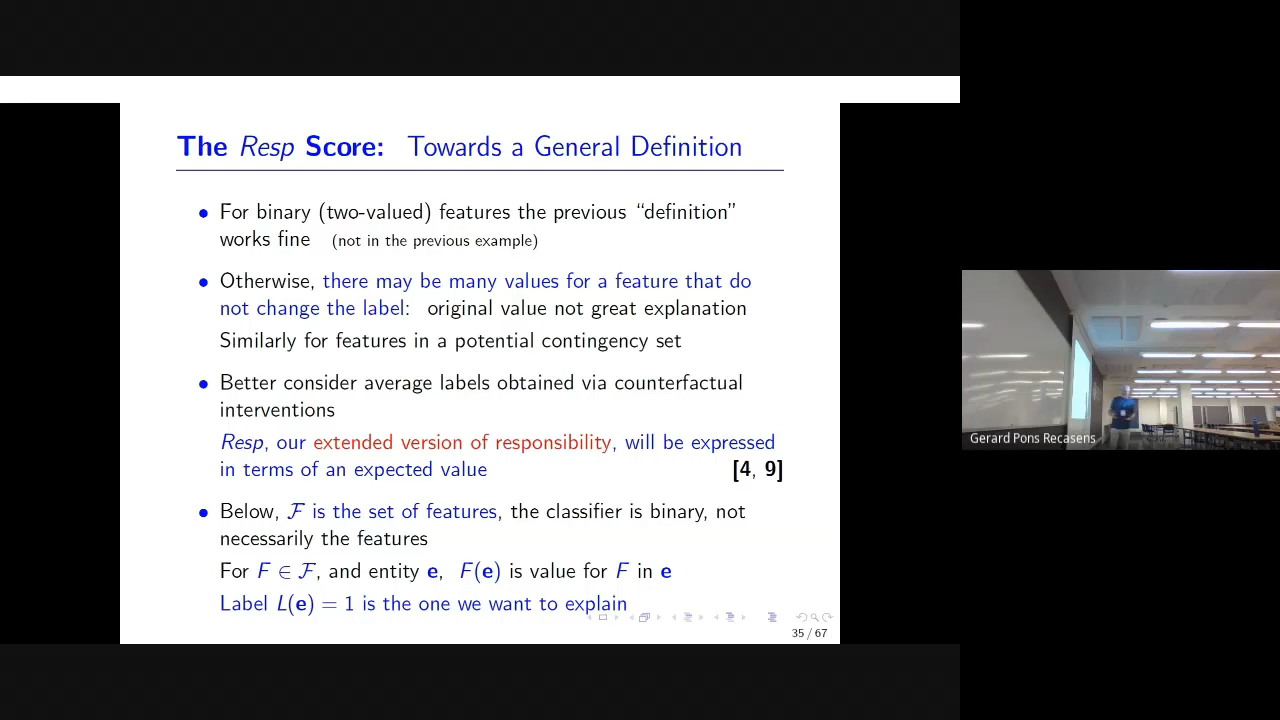 The Resp Score: Towards a General Definition
• For binary (two-valued) features the previous “definition”
works fine (not in the previous example)
• Otherwise, there may be many values for a feature that do
not change the label: original value not great explanation
Similarly for features in a potential contingency set
• Better consider average labels obtained via counterfactual
interventions
Resp, our extended version of responsibility, will be expressed
in terms of an expected value [4, 9]
• Below, ℱ is the set of features, the classifier is binary, not
necessarily the features
For F ∈ ℱ, and entity e, F(e) is value for F in e
Label L(e) = 1 is the one we want to explain
35 / 67
Gerard Pons Recasens